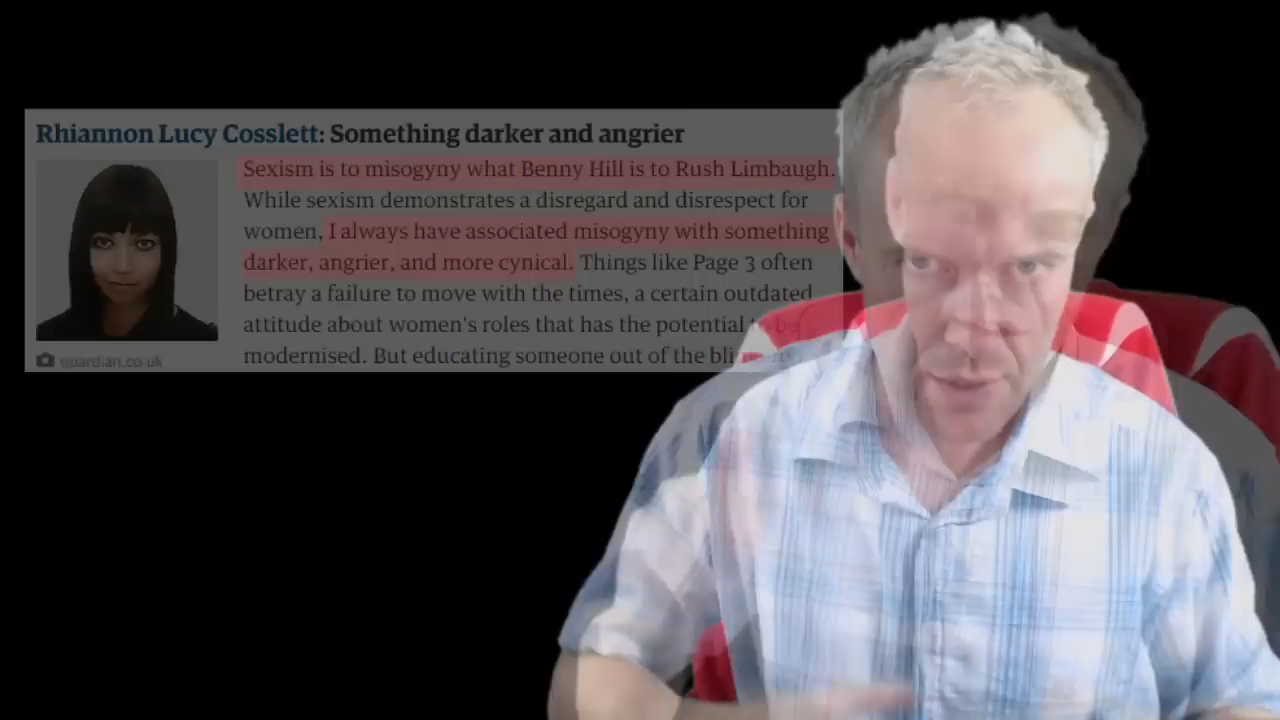 Rhiannon Lucy Cosslett: Something darker and angrier
Sexism is to misogyny what Benny Hill is to Rush Limbaugh.
While sexism demonstrates a disregard and disrespect for
women, I always have associated misogyny with something
darker, angrier, and more cynical. Things like Page 3 often
betray a failure to move with the times, a certain outdated
attitude about women's roles that has the potential to be
modernised. But educating someone out of the
guardian.co.uk